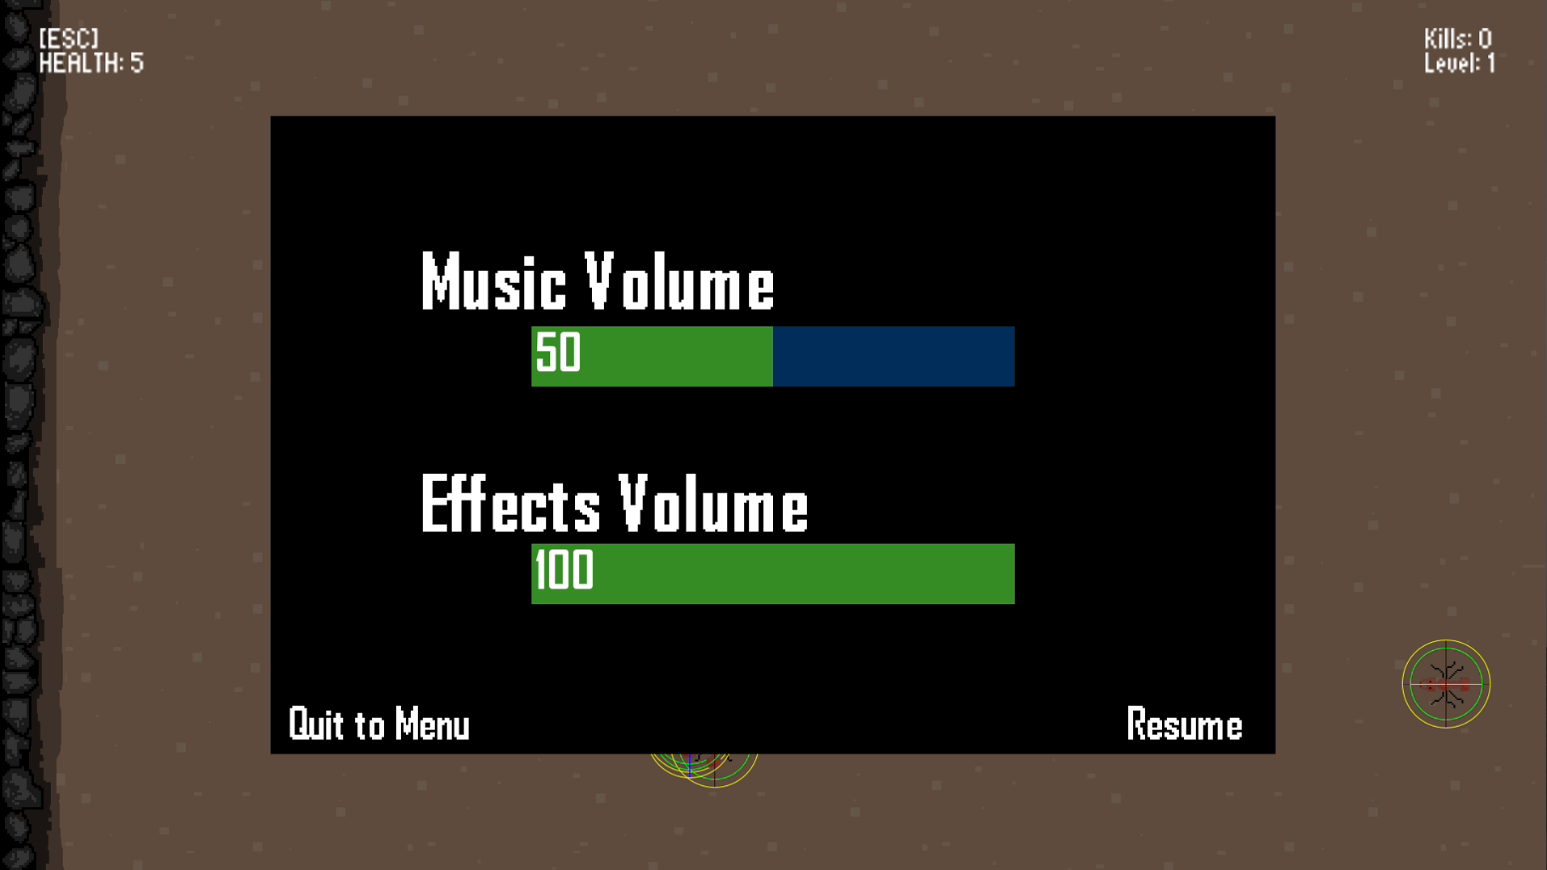 [ESC]
HEALTH: 5
Kills: 0
Level: 1
Music Volume
50
Effects Volume
100
Quit to Menu
Resume